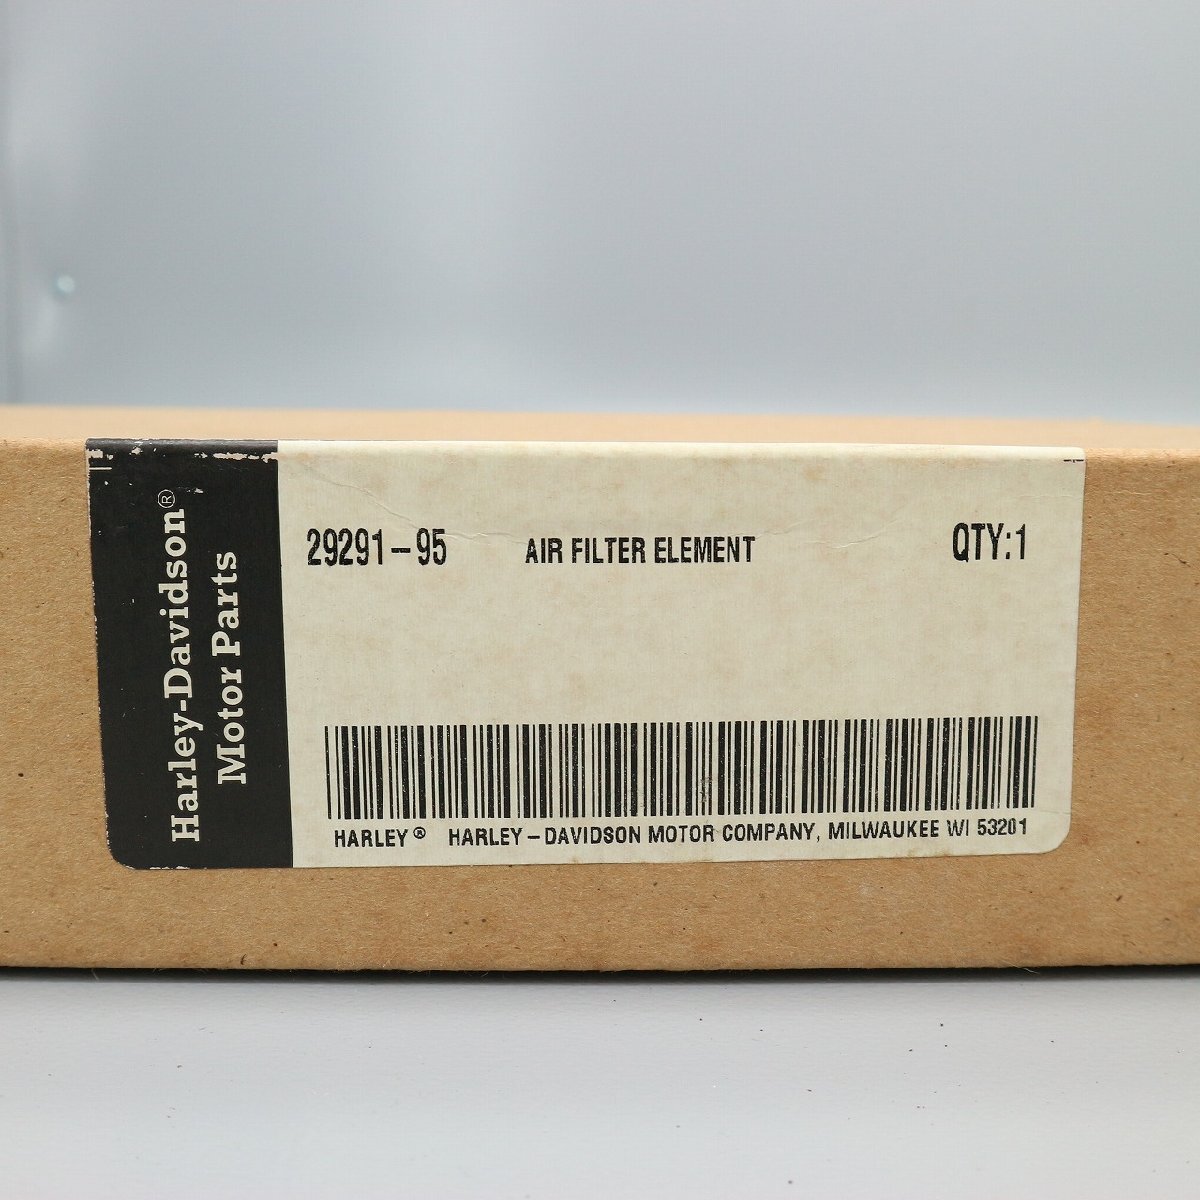 Harley-Davidson®
Motor Parts
29291-95 AIR FILTER ELEMENT QTY:1
HARLEY® HARLEY-DAVIDSON MOTOR COMPANY, MILWAUKEE WI 53201